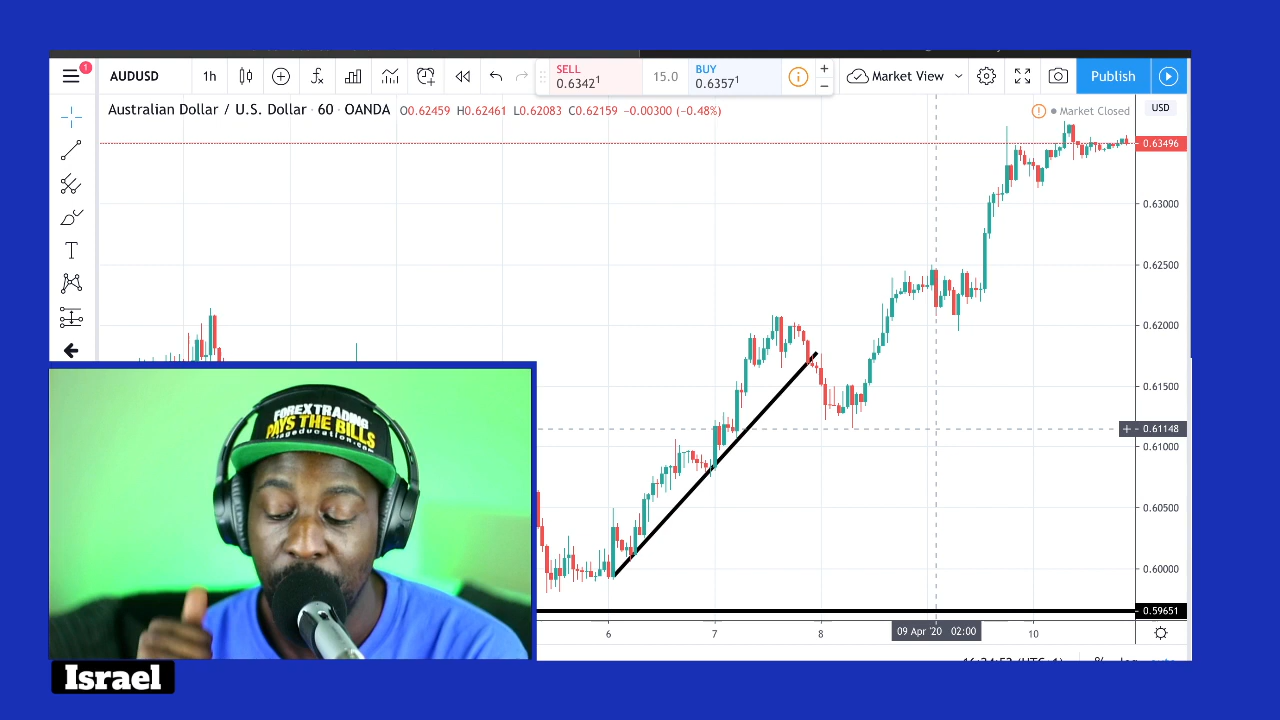 1
AUDUSD
1h
SELL
0.6342¹
15.0
BUY
0.6357¹
Market View
Publish
Australian Dollar / U.S. Dollar · 60 · OANDA O0.62459 H0.62461 L0.62083 C0.62159 −0.00300 (−0.48%)
Market Closed
USD
0.63496
0.63000
0.62500
0.62000
0.61500
0.61148
0.61000
0.60500
0.60000
0.59651
6
7
8
09 Apr '20 02:00
10
FOREX TRADING
PAYS THE BILLS
Israel